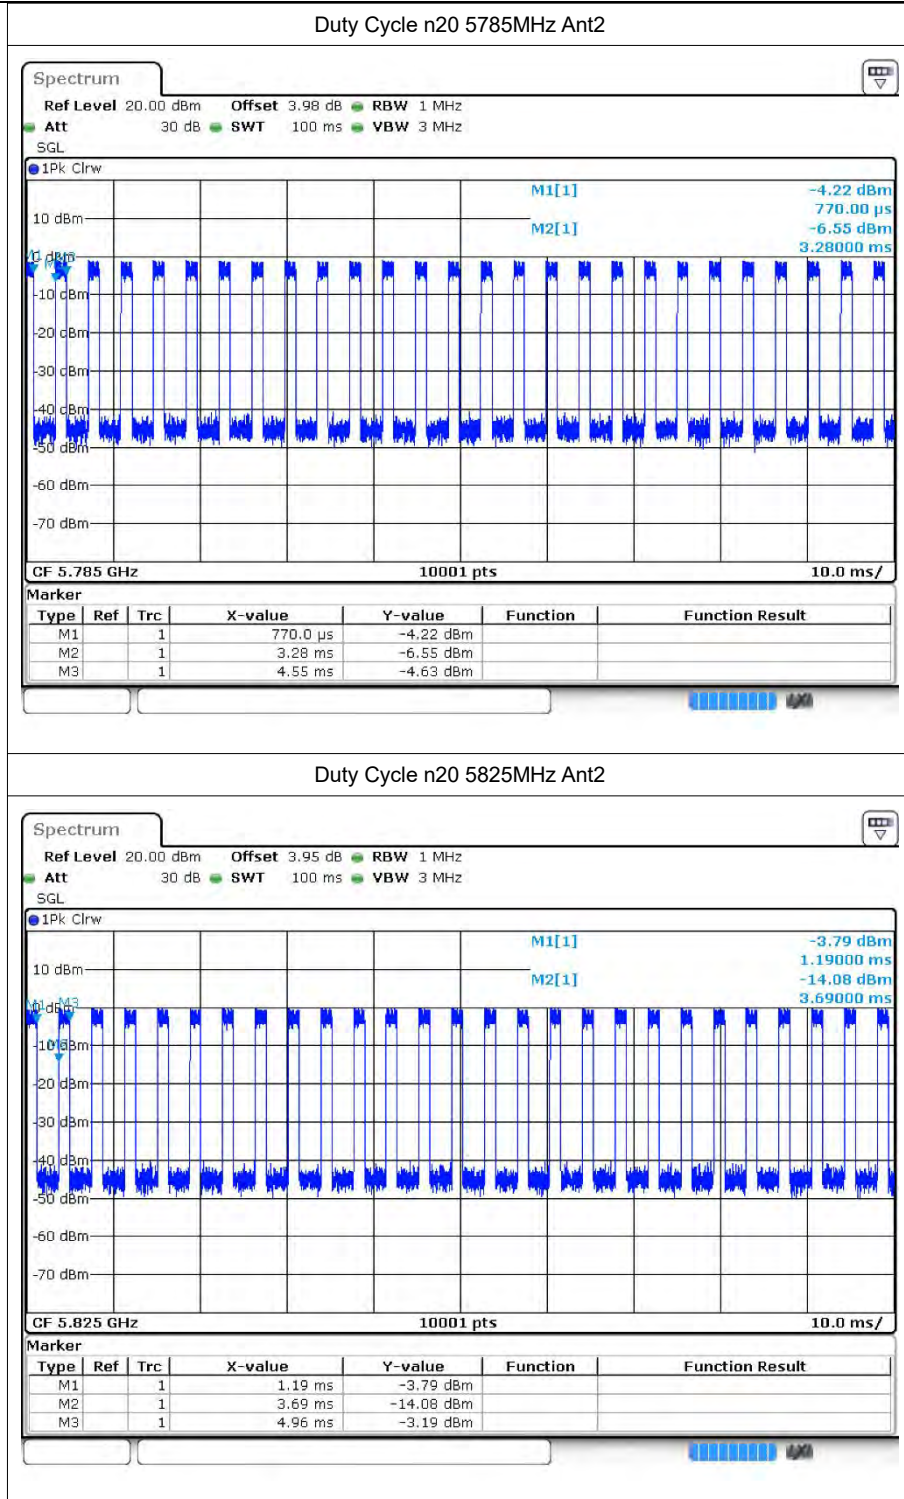 Duty Cycle n20 5785MHz Ant2
Spectrum
Ref Level 20.00 dBm Offset 3.98 dB RBW 1 MHz
Att 30 dB SWT 100 ms VBW 3 MHz
SGL
1Pk Clrw
M1[1] -4.22 dBm
770.00 µs
10 dBm
M2[1] -6.55 dBm
3.28000 ms
0 dBm
-10 dBm
-20 dBm
-30 dBm
-40 dBm
-50 dBm
-60 dBm
-70 dBm
CF 5.785 GHz 10001 pts 10.0 ms/
Marker
Type Ref Trc X-value Y-value Function Function Result
M1 1 770.0 µs -4.22 dBm
M2 1 3.28 ms -6.55 dBm
M3 1 4.55 ms -4.63 dBm
Duty Cycle n20 5825MHz Ant2
Spectrum
Ref Level 20.00 dBm Offset 3.95 dB RBW 1 MHz
Att 30 dB SWT 100 ms VBW 3 MHz
SGL
1Pk Clrw
M1[1] -3.79 dBm
1.19000 ms
10 dBm
M2[1] -14.08 dBm
3.69000 ms
M1 M3
0 dBm
M2
-10 dBm
-20 dBm
-30 dBm
-40 dBm
-50 dBm
-60 dBm
-70 dBm
CF 5.825 GHz 10001 pts 10.0 ms/
Marker
Type Ref Trc X-value Y-value Function Function Result
M1 1 1.19 ms -3.79 dBm
M2 1 3.69 ms -14.08 dBm
M3 1 4.96 ms -3.19 dBm